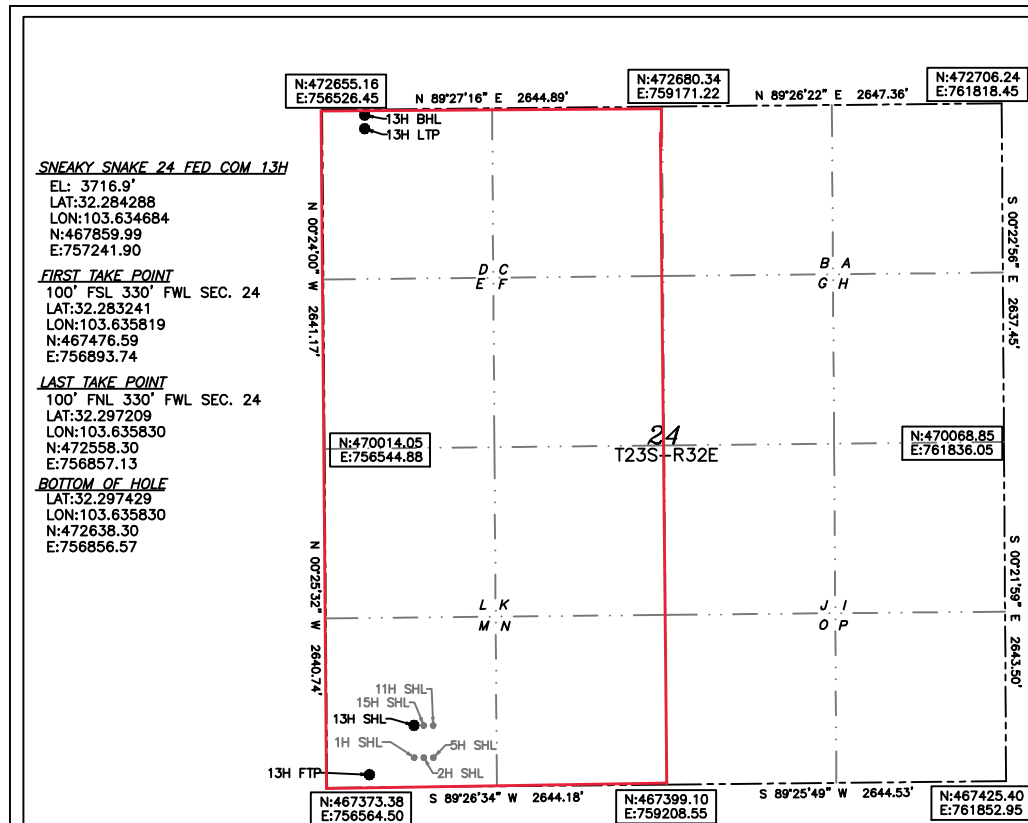 N:472655.16
E:756526.45
N 89°27'16" E 2644.89'
N:472680.34
E:759171.22
N 89°26'22" E 2647.36'
N:472706.24
E:761818.45
13H BHL
13H LTP
SNEAKY SNAKE 24 FED COM 13H
EL: 3716.9'
LAT:32.284288
LON:103.634684
N:467859.99
E:757241.90
FIRST TAKE POINT
100' FSL 330' FWL SEC. 24
LAT:32.283241
LON:103.635819
N:467476.59
E:756893.74
LAST TAKE POINT
100' FNL 330' FWL SEC. 24
LAT:32.297209
LON:103.635830
N:472558.30
E:756857.13
BOTTOM OF HOLE
LAT:32.297429
LON:103.635830
N:472638.30
E:756856.57
N 00°24'00" W 2641.17'
S 00°22'56" E 2637.45'
D C
E F
B A
G H
N:470014.05
E:756544.88
24
T23S-R32E
N:470068.85
E:761836.05
N 00°25'32" W 2640.74'
S 00°21'59" E 2643.50'
L K
M N
J I
O P
11H SHL
15H SHL
13H SHL
1H SHL
5H SHL
2H SHL
13H FTP
N:467373.38
E:756564.50
S 89°26'34" W 2644.18'
N:467399.10
E:759208.55
S 89°25'49" W 2644.53'
N:467425.40
E:761852.95